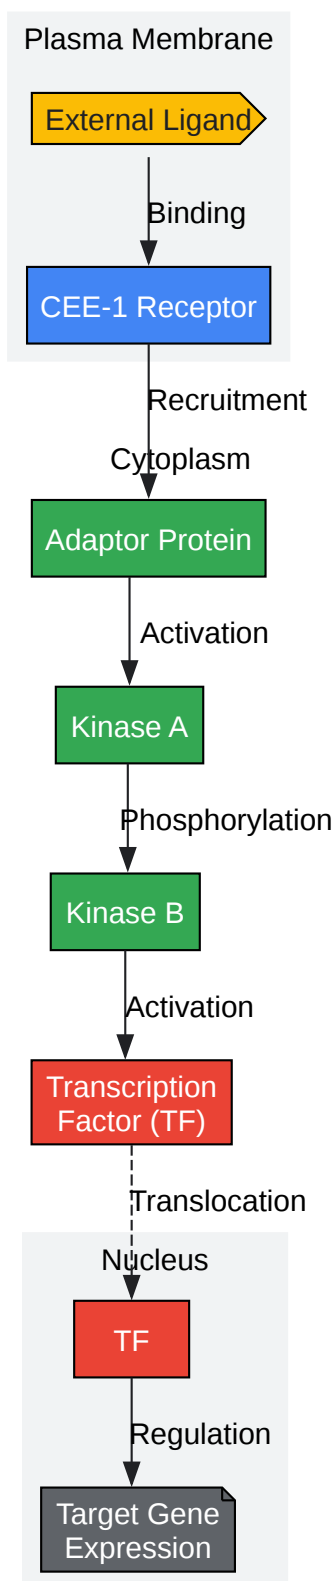 Plasma Membrane
External Ligand
Binding
CEE-1 Receptor
Recruitment
Cytoplasm
Adaptor Protein
Activation
Kinase A
Phosphorylation
Kinase B
Activation
Transcription
Factor (TF)
Translocation
Nucleus
TF
Regulation
Target Gene
Expression